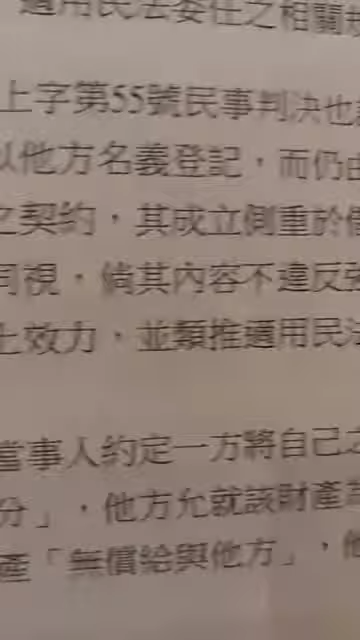 適用民法委任之相關規
上字第55號民事判決也
以他方名義登記，而仍由
之契約，其成立側重於借
同視，倘其內容不違反強
上效力，並類推適用民法
當事人約定一方將自己之
分」，他方允就該財產
產「無償給與他方」，他